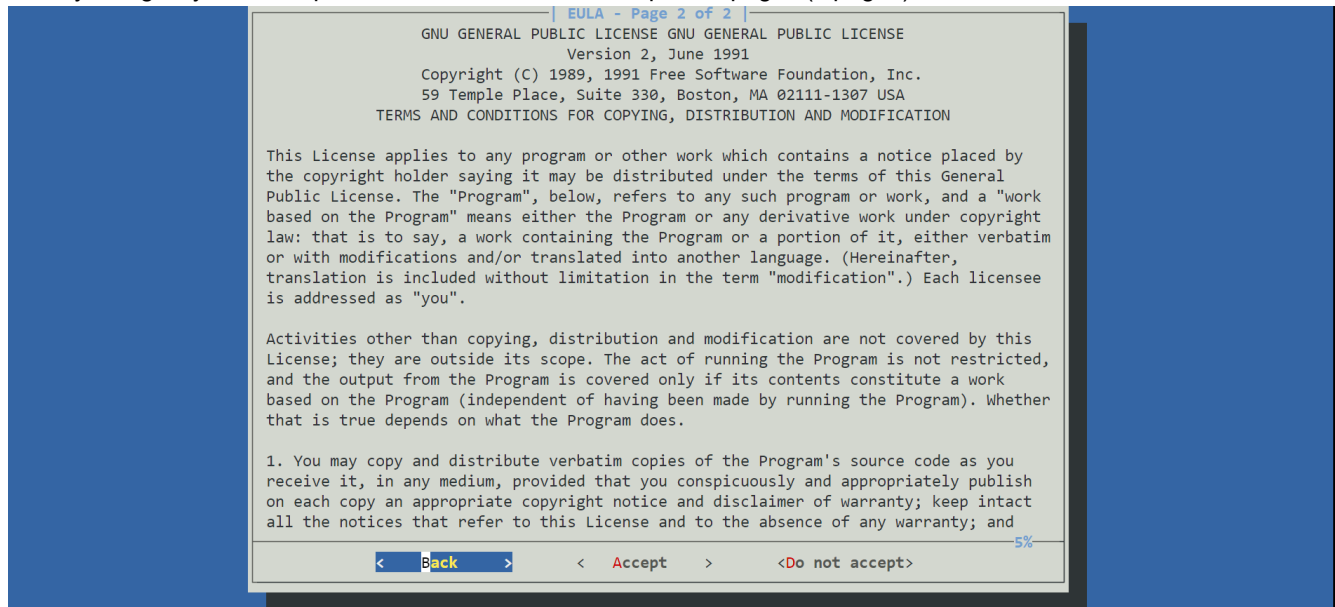 EULA - Page 2 of 2
GNU GENERAL PUBLIC LICENSE GNU GENERAL PUBLIC LICENSE
Version 2, June 1991
Copyright (C) 1989, 1991 Free Software Foundation, Inc.
59 Temple Place, Suite 330, Boston, MA 02111-1307 USA
TERMS AND CONDITIONS FOR COPYING, DISTRIBUTION AND MODIFICATION
This License applies to any program or other work which contains a notice placed by
the copyright holder saying it may be distributed under the terms of this General
Public License. The "Program", below, refers to any such program or work, and a "work
based on the Program" means either the Program or any derivative work under copyright
law: that is to say, a work containing the Program or a portion of it, either verbatim
or with modifications and/or translated into another language. (Hereinafter,
translation is included without limitation in the term "modification".) Each licensee
is addressed as "you".
Activities other than copying, distribution and modification are not covered by this
License; they are outside its scope. The act of running the Program is not restricted,
and the output from the Program is covered only if its contents constitute a work
based on the Program (independent of having been made by running the Program). Whether
that is true depends on what the Program does.
1. You may copy and distribute verbatim copies of the Program's source code as you
receive it, in any medium, provided that you conspicuously and appropriately publish
on each copy an appropriate copyright notice and disclaimer of warranty; keep intact
all the notices that refer to this License and to the absence of any warranty; and
5%
< Back > < Accept > <Do not accept>